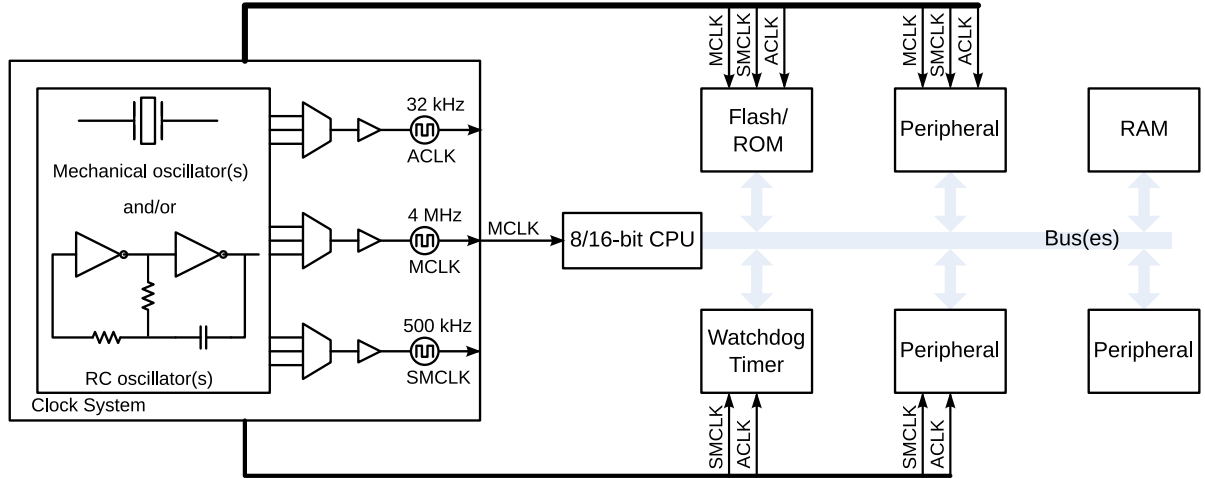 MCLK
SMCLK
ACLK
MCLK
SMCLK
ACLK
Mechanical oscillator(s)
and/or
RC oscillator(s)
Clock System
32 kHz
ACLK
4 MHz
MCLK
500 kHz
SMCLK
MCLK
8/16-bit CPU
Flash/
ROM
Peripheral
RAM
Bus(es)
Watchdog
Timer
Peripheral
Peripheral
SMCLK
ACLK
SMCLK
ACLK